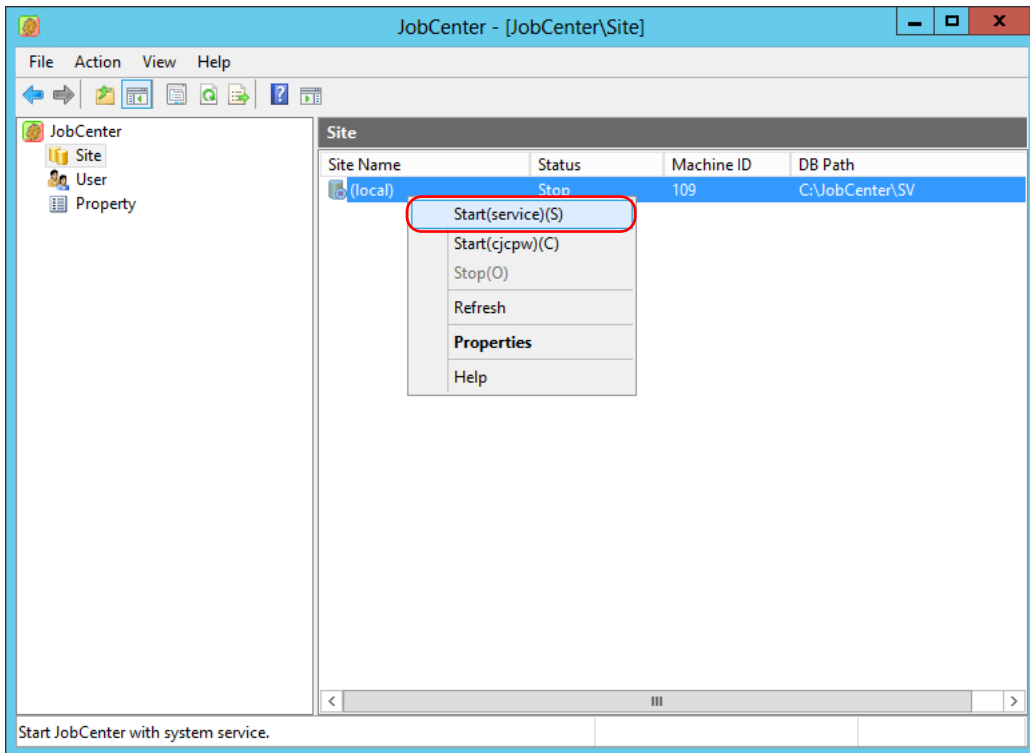 JobCenter - [JobCenter\Site]
File Action View Help
JobCenter
Site
User
Property
Site
Site Name Status Machine ID DB Path
(local) Stop 109 C:\JobCenter\SV
Start(service)(S)
Start(cjcpw)(C)
Stop(O)
Refresh
Properties
Help
Start JobCenter with system service.